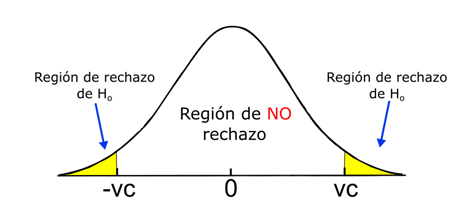 Región de rechazo
de Ho
Región de rechazo
de Ho
Región de NO
rechazo
-vc
0
vc